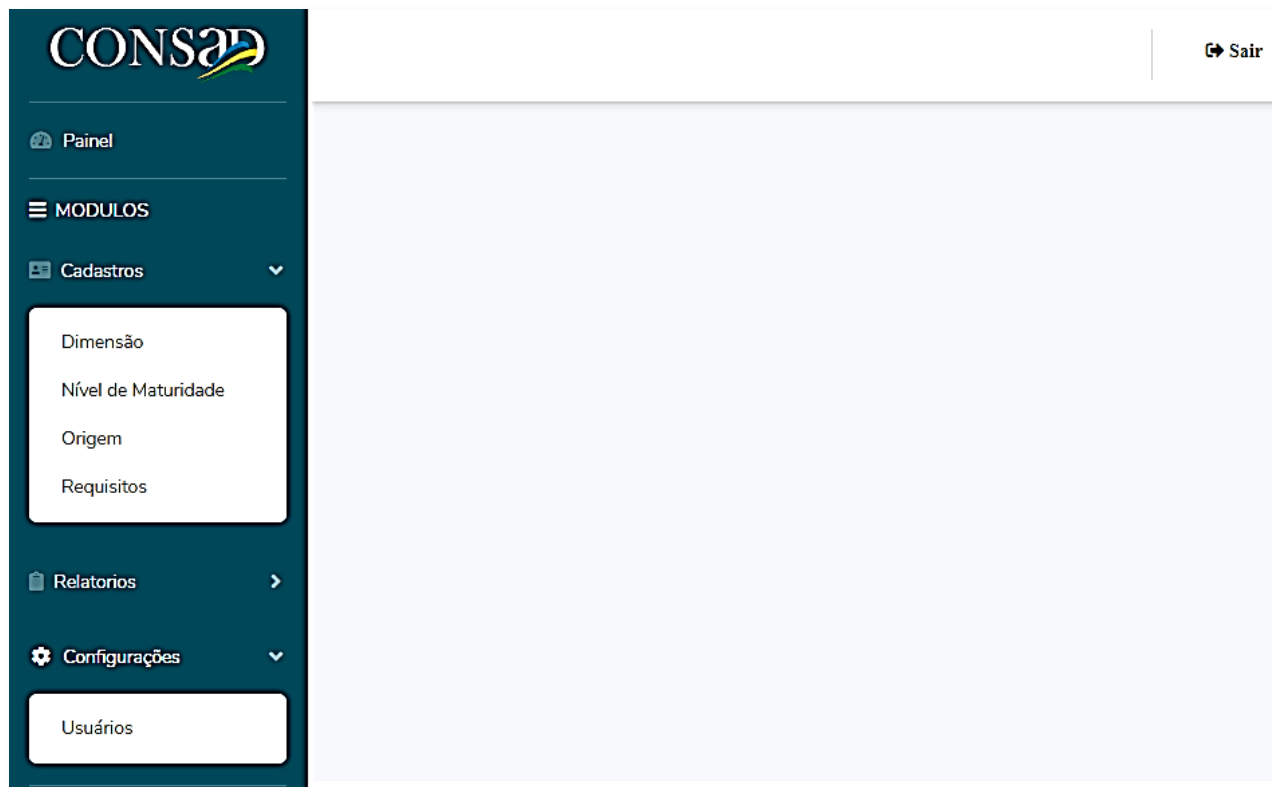 CONSAD
Sair
Painel
MODULOS
Cadastros
Dimensão
Nível de Maturidade
Origem
Requisitos
Relatorios
Configurações
Usuários